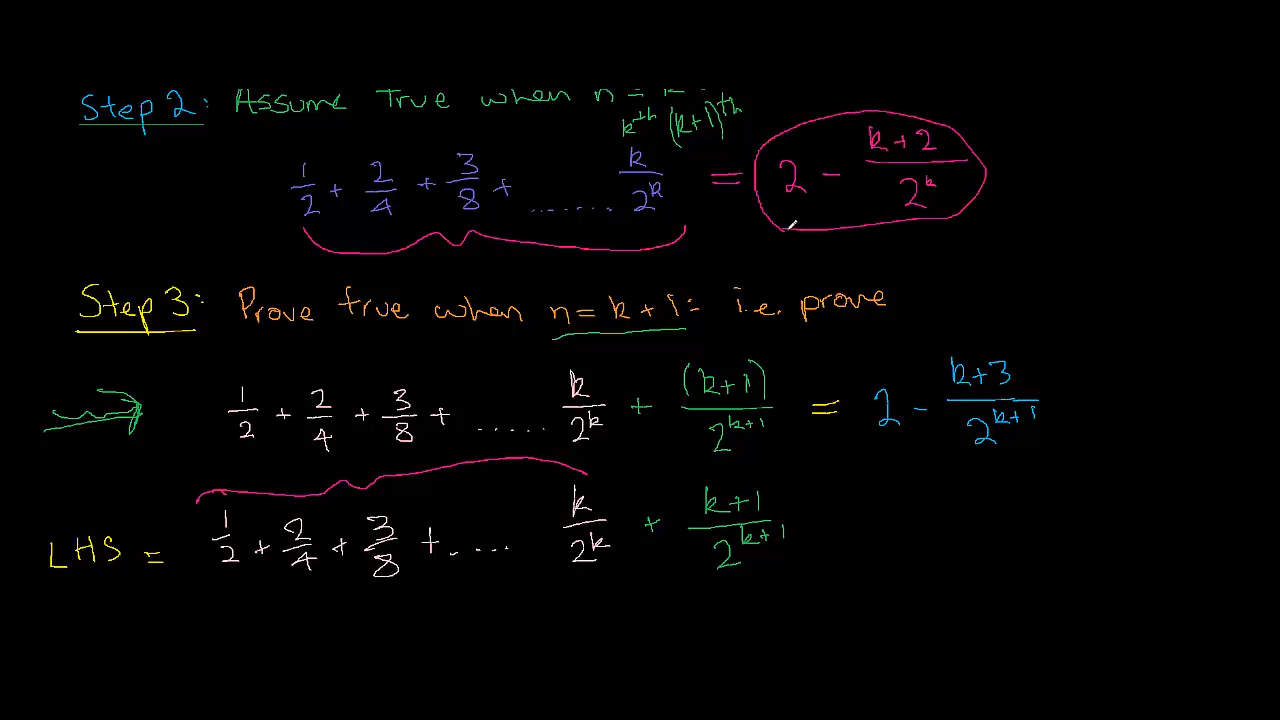 Step 2: Assume True when n =
kth (k+1)th
1/2 + 2/4 + 3/8 + ........ k/2^k = 2 - (k+2)/2^k
Step 3: Prove true when n = k + 1 : i.e. prove
1/2 + 2/4 + 3/8 + ..... k/2^k + (k+1)/2^(k+1) = 2 - (k+3)/2^(k+1)
LHS = 1/2 + 2/4 + 3/8 + ..... k/2^k + (k+1)/2^(k+1)